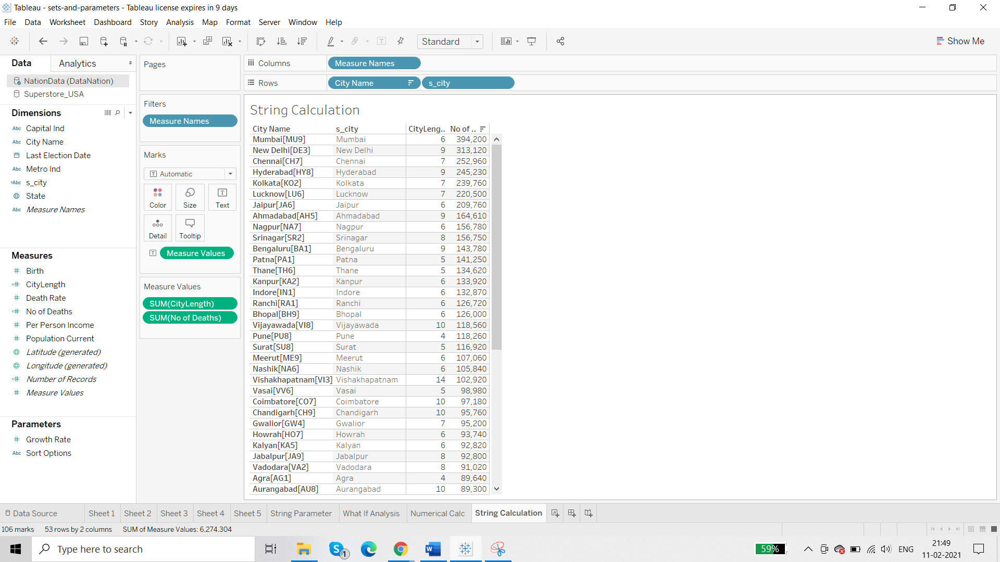 Tableau - sets-and-parameters - Tableau license expires in 9 days
File Data Worksheet Dashboard Story Analysis Map Format Server Window Help
Standard
Show Me
Data Analytics
NationData (DataNation)
Superstore_USA
Dimensions
Abc Capital Ind
Abc City Name
Last Election Date
Abc Metro Ind
=Abc s_city
State
Abc Measure Names
Measures
# Birth
=# CityLength
# Death Rate
=# No of Deaths
# Per Person Income
# Population Current
Latitude (generated)
Longitude (generated)
=# Number of Records
# Measure Values
Parameters
# Growth Rate
Abc Sort Options
Pages
Filters
Measure Names
Marks
T Automatic
Color Size Text
Detail Tooltip
T Measure Values
Measure Values
SUM(CityLength)
SUM(No of Deaths)
Columns Measure Names
Rows City Name s_city
String Calculation
City Name s_city CityLeng.. No of ..
Mumbai[MU9] Mumbai 6 394,200
New Delhi[DE3] New Delhi 9 313,120
Chennai[CH7] Chennai 7 252,960
Hyderabad[HY8] Hyderabad 9 245,230
Kolkata[KO2] Kolkata 7 239,760
Lucknow[LU6] Lucknow 7 220,500
Jaipur[JA6] Jaipur 6 209,760
Ahmadabad[AH5] Ahmadabad 9 164,610
Nagpur[NA7] Nagpur 6 156,780
Srinagar[SR2] Srinagar 8 156,750
Bengaluru[BA1] Bengaluru 9 143,780
Patna[PA1] Patna 5 141,250
Thane[TH6] Thane 5 134,620
Kanpur[KA2] Kanpur 6 133,920
Indore[IN1] Indore 6 132,870
Ranchi[RA1] Ranchi 6 126,720
Bhopal[BH9] Bhopal 6 126,000
Vijayawada[VI8] Vijayawada 10 118,560
Pune[PU8] Pune 4 118,260
Surat[SU8] Surat 5 116,920
Meerut[ME9] Meerut 6 107,060
Nashik[NA6] Nashik 6 105,840
Vishakhapatnam[VI3] Vishakhapatnam 14 102,920
Vasai[VV6] Vasai 5 98,980
Coimbatore[CO7] Coimbatore 10 97,180
Chandigarh[CH9] Chandigarh 10 95,760
Gwalior[GW4] Gwalior 7 95,200
Howrah[HO7] Howrah 6 93,740
Kalyan[KA5] Kalyan 6 92,820
Jabalpur[JA9] Jabalpur 8 92,800
Vadodara[VA2] Vadodara 8 91,020
Agra[AG1] Agra 4 89,640
Aurangabad[AU8] Aurangabad 10 89,300
Data Source Sheet 1 Sheet 2 Sheet 3 Sheet 4 Sheet 5 String Parameter What If Analysis Numerical Calc String Calculation
106 marks 53 rows by 2 columns SUM of Measure Values: 6,274,304
Type here to search
1
59%
ENG
21:49
11-02-2021